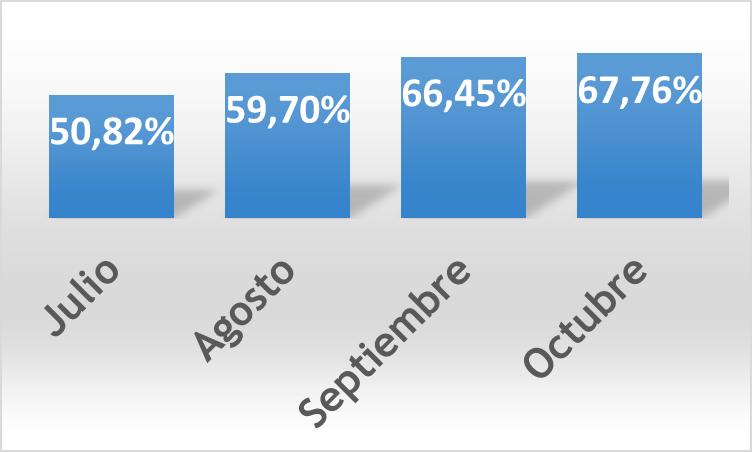 50,82%
59,70%
66,45%
67,76%
Julio
Agosto
Septiembre
Octubre